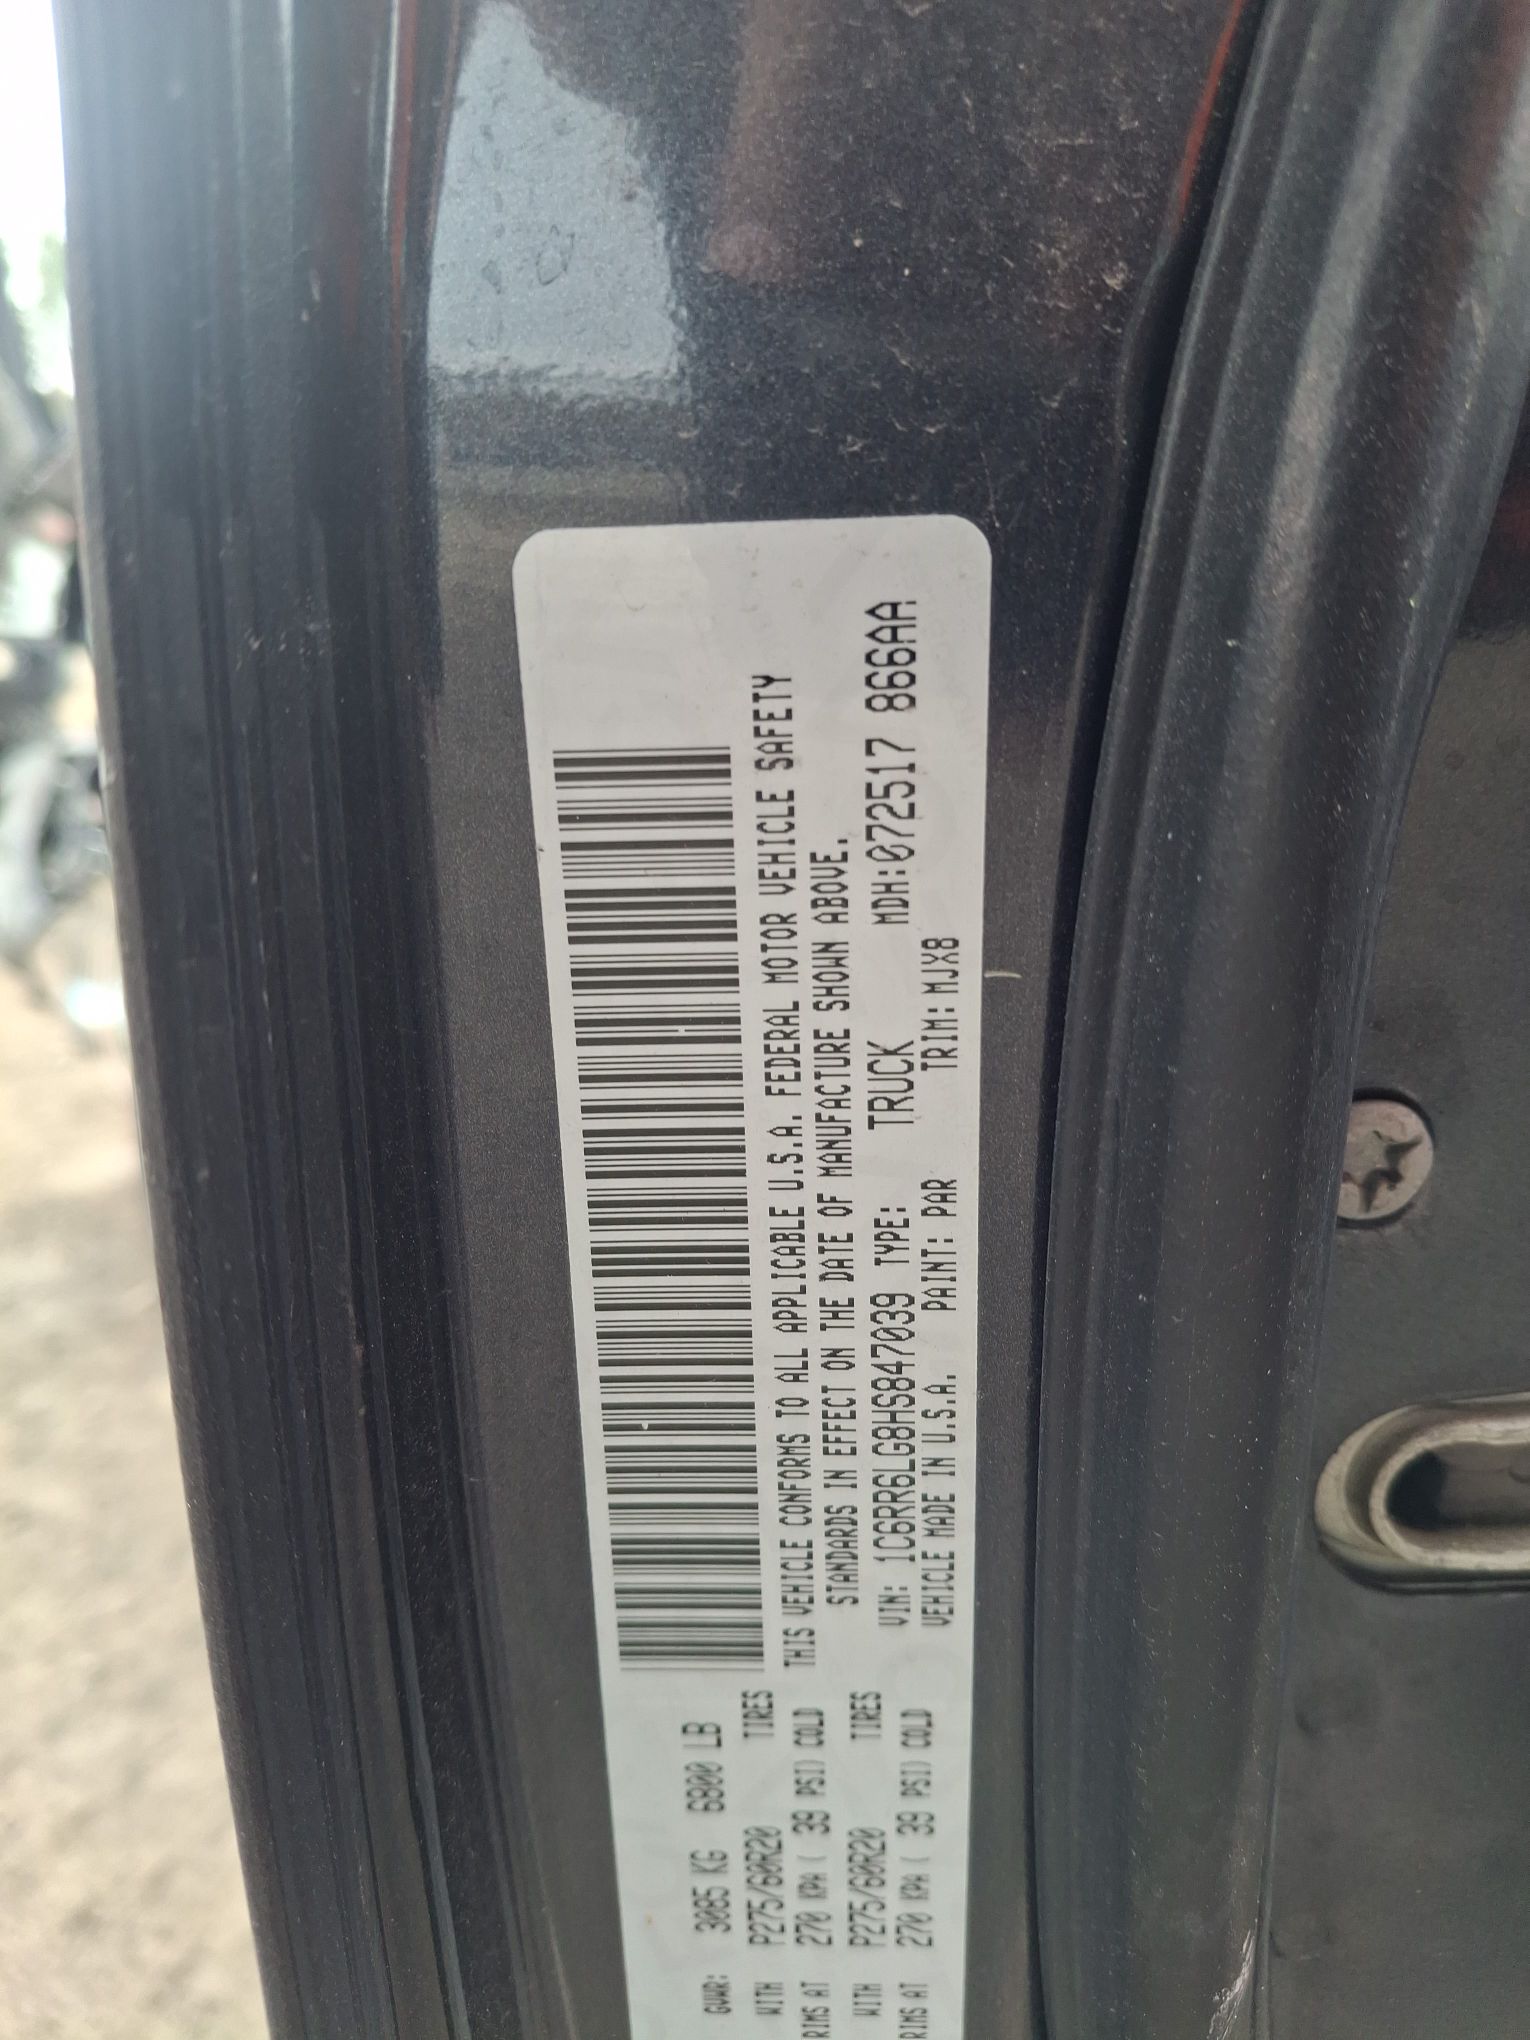 GVWR: 3085 KG 6800 LB
WITH P275/60R20 TIRES
RIMS AT 270 KPA ( 39 PSI) COLD
WITH P275/60R20 TIRES
RIMS AT 270 KPA ( 39 PSI) COLD
THIS VEHICLE CONFORMS TO ALL APPLICABLE U.S.A. FEDERAL MOTOR VEHICLE SAFETY
STANDARDS IN EFFECT ON THE DATE OF MANUFACTURE SHOWN ABOVE.
VIN: 1C6RR6LG8HS847039 TYPE: TRUCK MDH:072517 866AA
VEHICLE MADE IN U.S.A. PAINT: PAR TRIM: MJX8